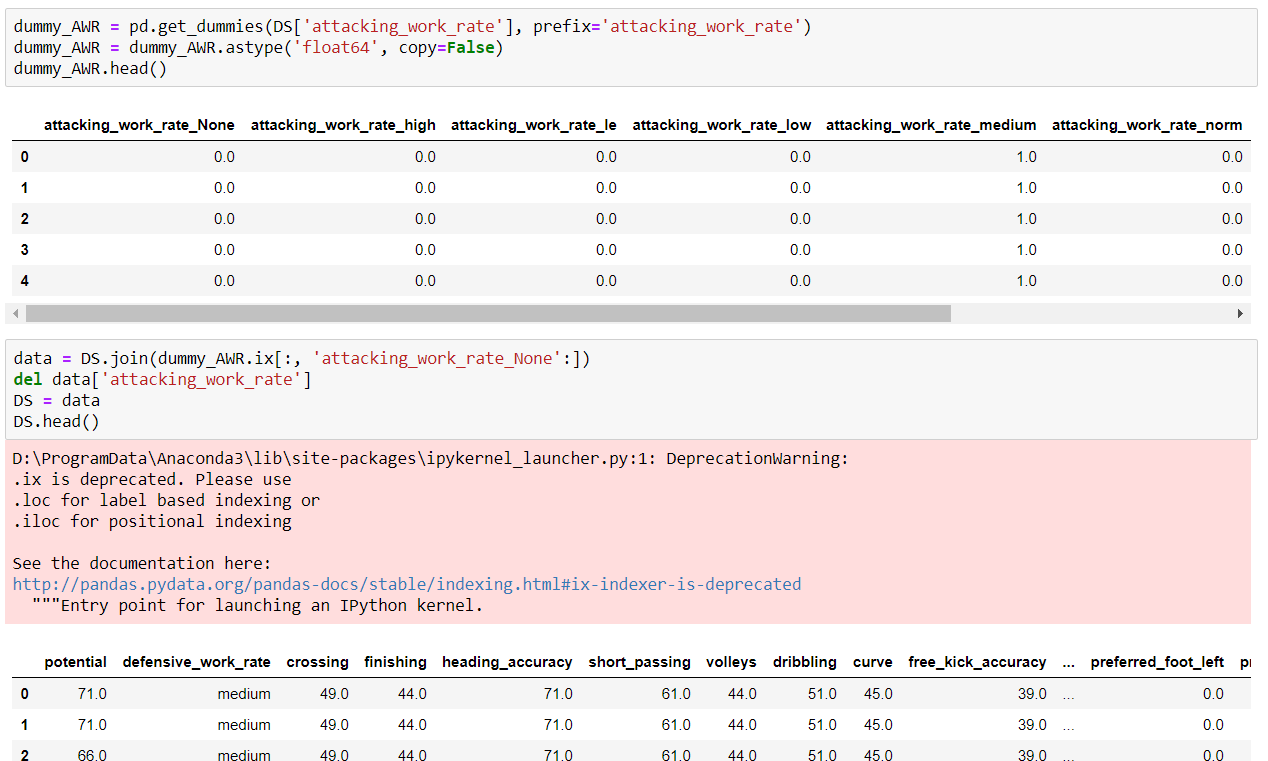 dummy_AWR = pd.get_dummies(DS['attacking_work_rate'], prefix='attacking_work_rate')
dummy_AWR = dummy_AWR.astype('float64', copy=False)
dummy_AWR.head()
attacking_work_rate_None attacking_work_rate_high attacking_work_rate_le attacking_work_rate_low attacking_work_rate_medium attacking_work_rate_norm
0 0.0 0.0 0.0 0.0 1.0 0.0
1 0.0 0.0 0.0 0.0 1.0 0.0
2 0.0 0.0 0.0 0.0 1.0 0.0
3 0.0 0.0 0.0 0.0 1.0 0.0
4 0.0 0.0 0.0 0.0 1.0 0.0
data = DS.join(dummy_AWR.ix[:, 'attacking_work_rate_None':])
del data['attacking_work_rate']
DS = data
DS.head()
D:\ProgramData\Anaconda3\lib\site-packages\ipykernel_launcher.py:1: DeprecationWarning:
.ix is deprecated. Please use
.loc for label based indexing or
.iloc for positional indexing
See the documentation here:
http://pandas.pydata.org/pandas-docs/stable/indexing.html#ix-indexer-is-deprecated
"""Entry point for launching an IPython kernel.
potential defensive_work_rate crossing finishing heading_accuracy short_passing volleys dribbling curve free_kick_accuracy ... preferred_foot_left
0 71.0 medium 49.0 44.0 71.0 61.0 44.0 51.0 45.0 39.0 ... 0.0
1 71.0 medium 49.0 44.0 71.0 61.0 44.0 51.0 45.0 39.0 ... 0.0
2 66.0 medium 49.0 44.0 71.0 61.0 44.0 51.0 45.0 39.0 ... 0.0